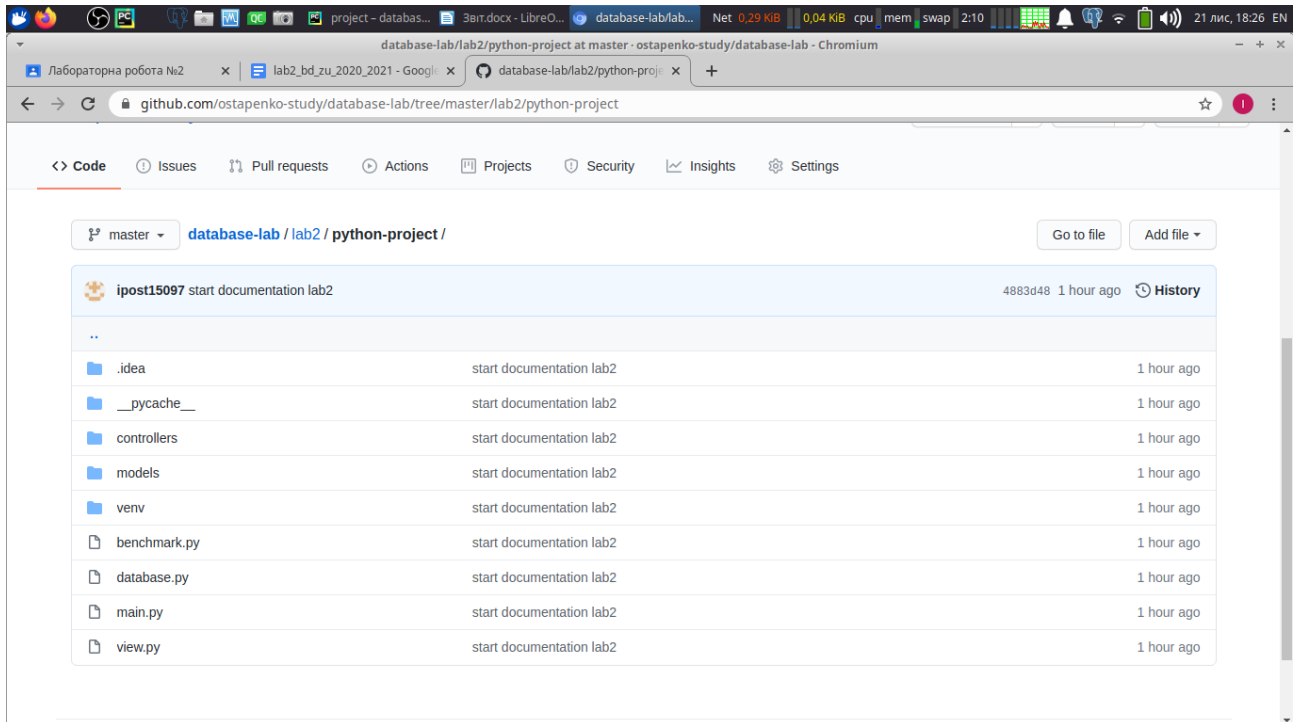 project – databas... Звіт.docx - LibreO... database-lab/lab... Net 0,29 KiB 0,04 KiB cpu mem swap 2:10 21 лис, 18:26 EN
database-lab/lab2/python-project at master · ostapenko-study/database-lab - Chromium
Лабораторна робота №2 lab2_bd_zu_2020_2021 - Google database-lab/lab2/python-proje
github.com/ostapenko-study/database-lab/tree/master/lab2/python-project I
<> Code Issues Pull requests Actions Projects Security Insights Settings
master database-lab / lab2 / python-project / Go to file Add file
ipost15097 start documentation lab2 4883d48 1 hour ago History
..
.idea start documentation lab2 1 hour ago
__pycache__ start documentation lab2 1 hour ago
controllers start documentation lab2 1 hour ago
models start documentation lab2 1 hour ago
venv start documentation lab2 1 hour ago
benchmark.py start documentation lab2 1 hour ago
database.py start documentation lab2 1 hour ago
main.py start documentation lab2 1 hour ago
view.py start documentation lab2 1 hour ago